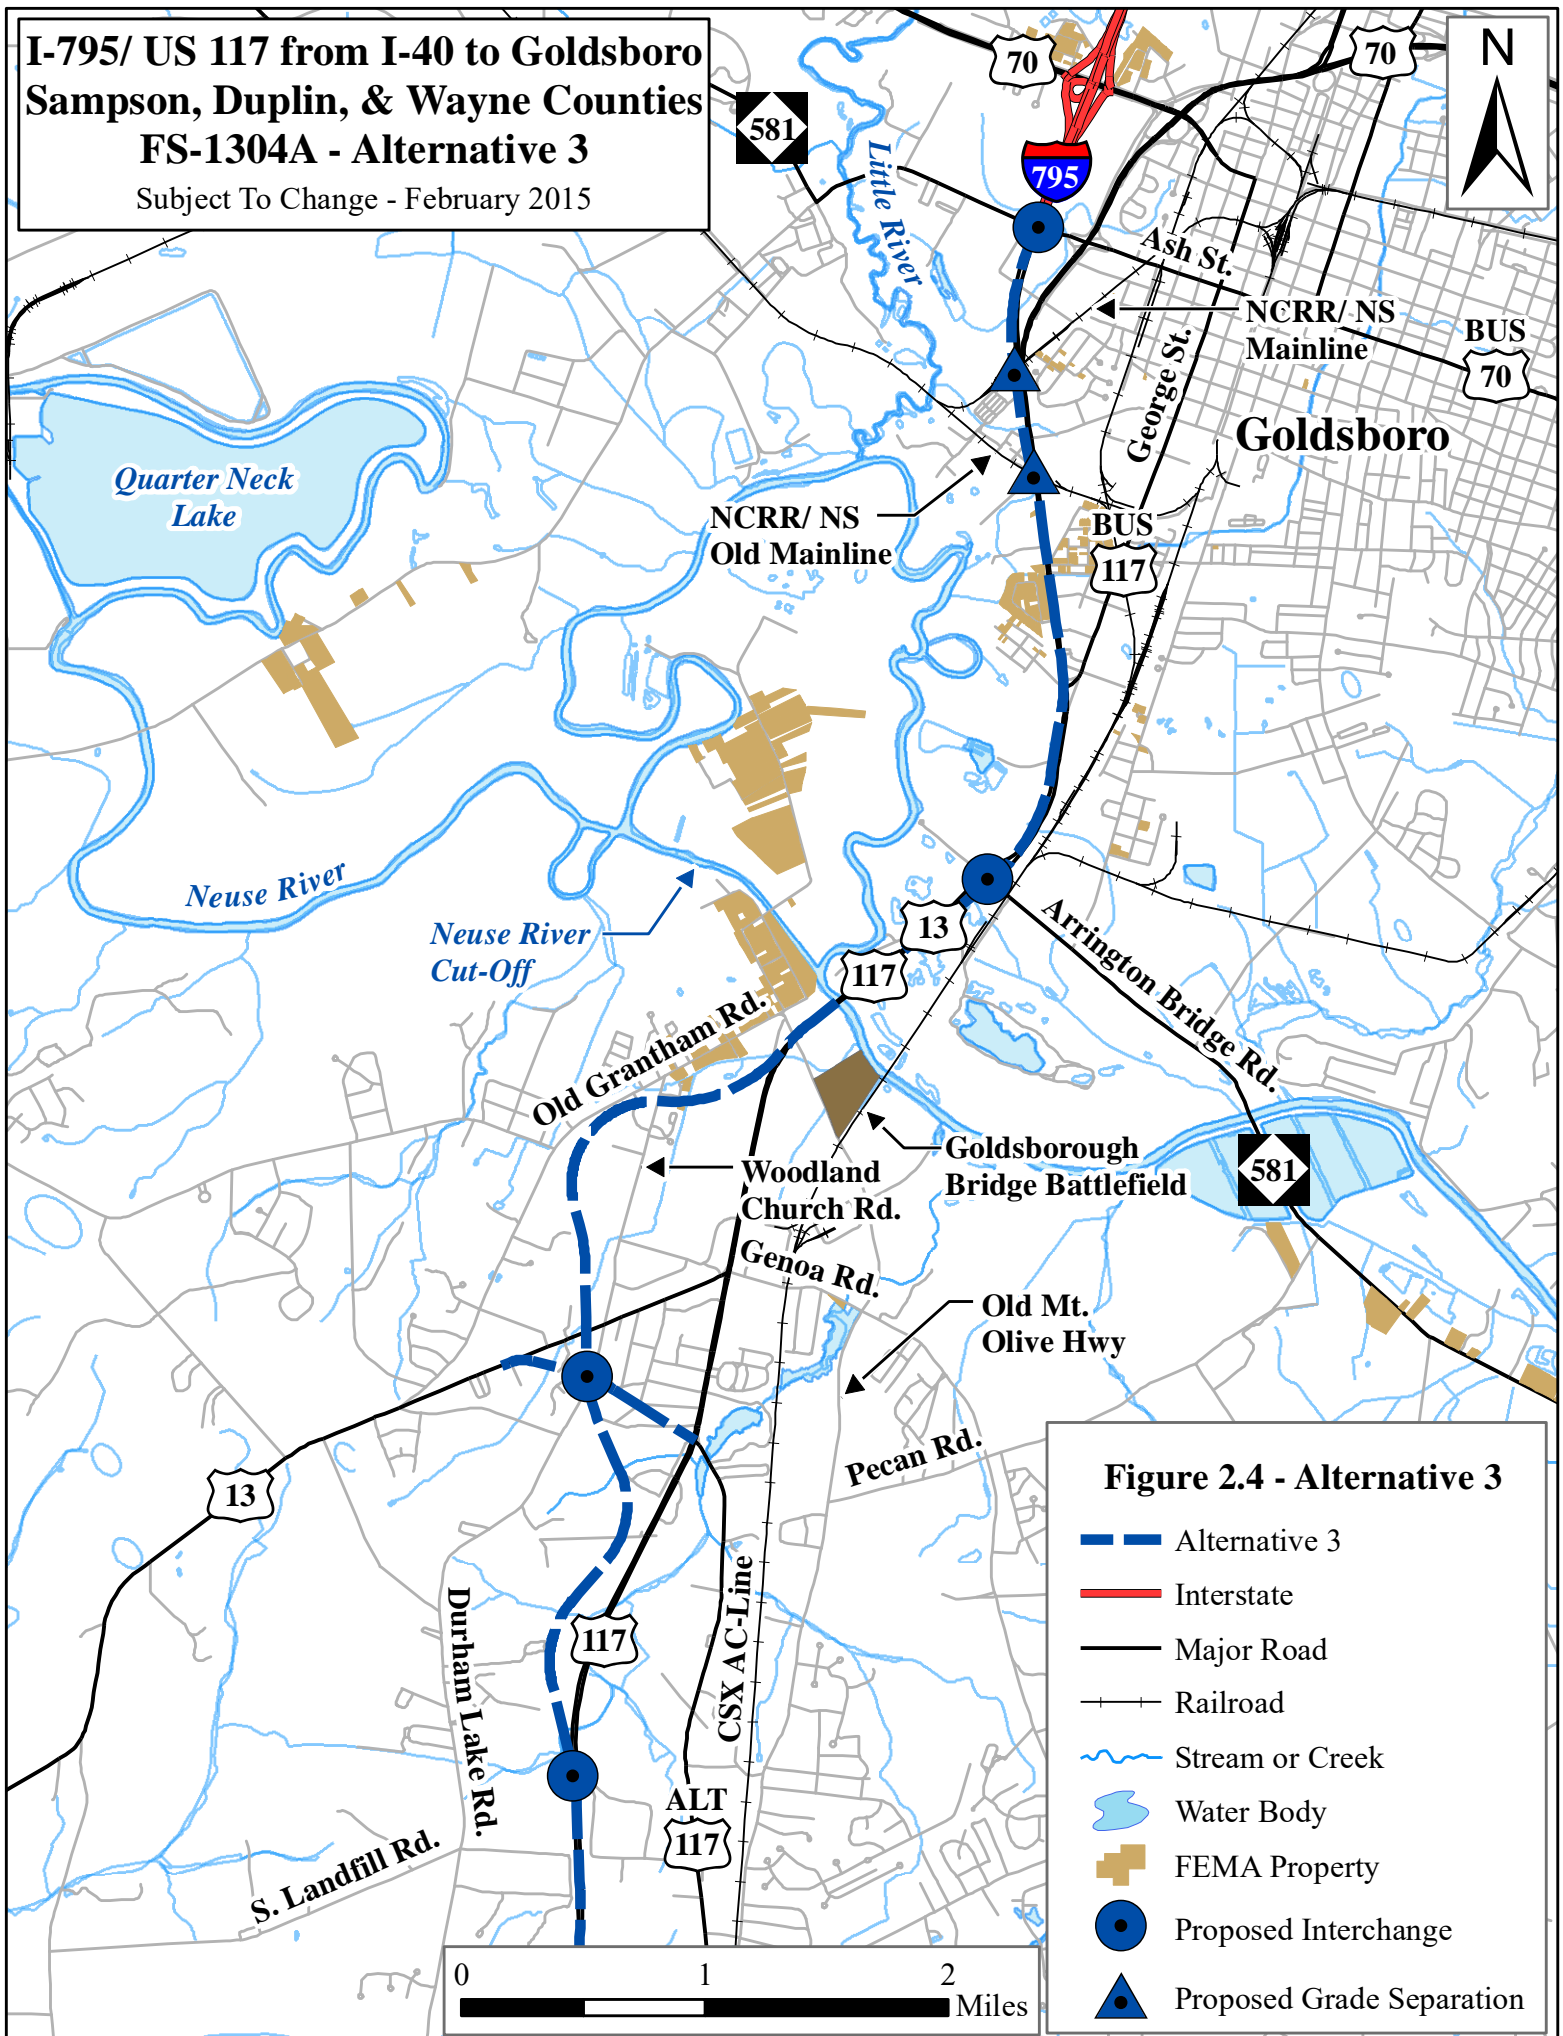 I-795/ US 117 from I-40 to Goldsboro
Sampson, Duplin, & Wayne Counties
FS-1304A - Alternative 3
Subject To Change - February 2015
70
70
N
581
795
Little River
Ash St.
NCRR/ NS
Mainline
BUS
70
George St.
Goldsboro
Quarter Neck
Lake
NCRR/ NS
Old Mainline
BUS
117
Neuse River
Neuse River
Cut-Off
13
117
Arrington Bridge Rd.
Old Grantham Rd.
Goldsborough
Bridge Battlefield
581
Woodland
Church Rd.
Genoa Rd.
Old Mt.
Olive Hwy
Pecan Rd.
13
117
Durham Lake Rd.
CSX AC-Line
ALT
117
S. Landfill Rd.
Figure 2.4 - Alternative 3
Alternative 3
Interstate
Major Road
Railroad
Stream or Creek
Water Body
FEMA Property
Proposed Interchange
Proposed Grade Separation
0 1 2
Miles